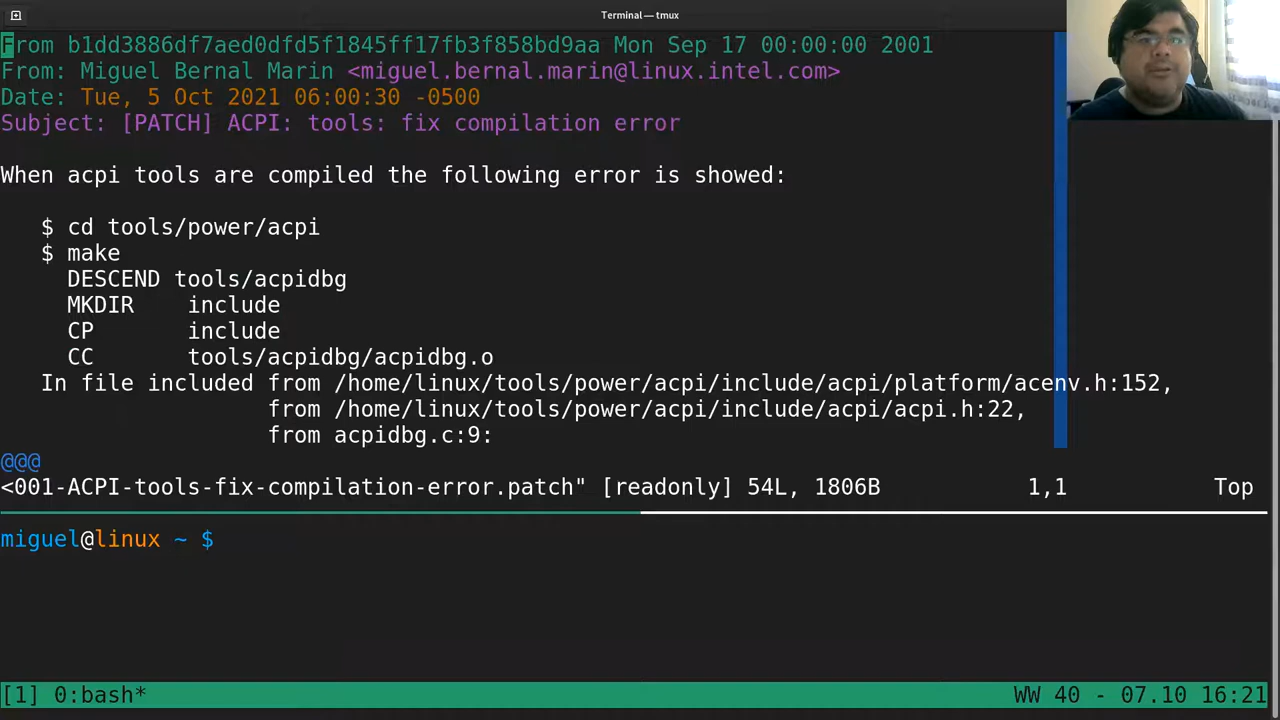 Terminal — tmux
From b1dd3886df7aed0dfd5f1845ff17fb3f858bd9aa Mon Sep 17 00:00:00 2001
From: Miguel Bernal Marin <miguel.bernal.marin@linux.intel.com>
Date: Tue, 5 Oct 2021 06:00:30 -0500
Subject: [PATCH] ACPI: tools: fix compilation error
When acpi tools are compiled the following error is showed:
$ cd tools/power/acpi
$ make
DESCEND tools/acpidbg
MKDIR    include
CP       include
CC       tools/acpidbg/acpidbg.o
In file included from /home/linux/tools/power/acpi/include/acpi/platform/acenv.h:152,
from /home/linux/tools/power/acpi/include/acpi/acpi.h:22,
from acpidbg.c:9:
@@@
<001-ACPI-tools-fix-compilation-error.patch" [readonly] 54L, 1806B           1,1           Top
miguel@linux ~ $
[1] 0:bash*                    WW 40 - 07.10 16:21